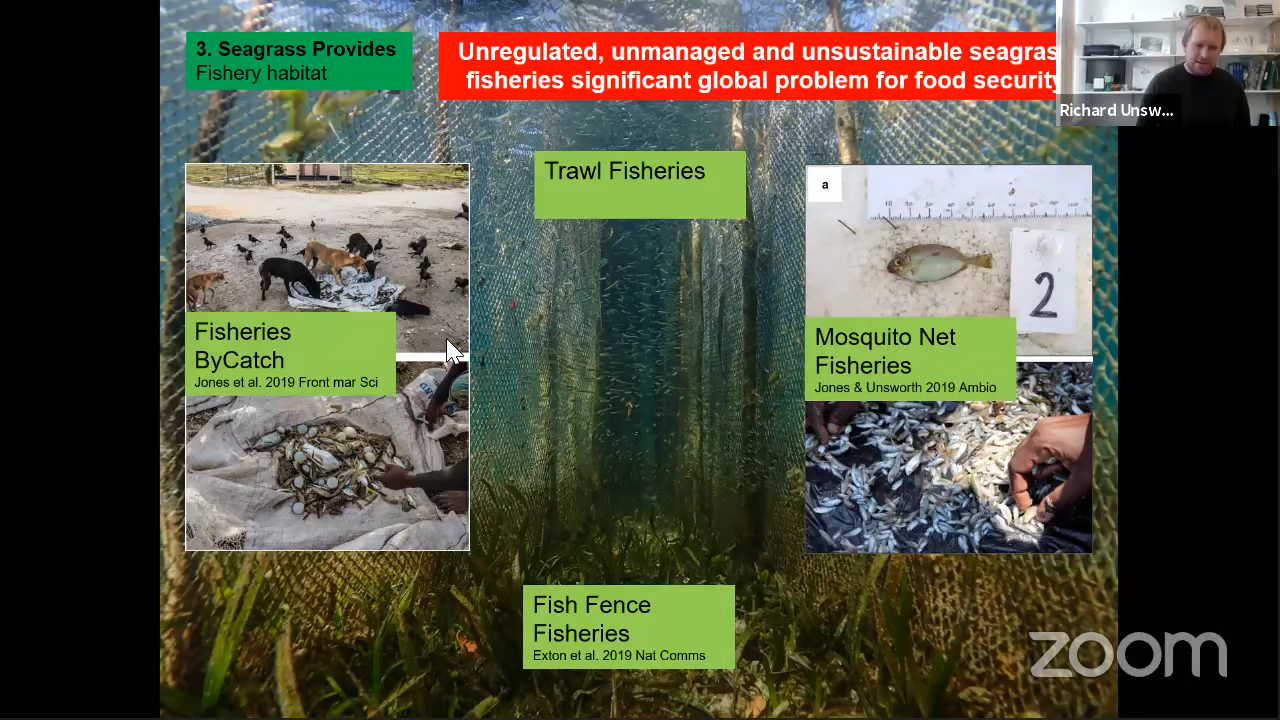 3. Seagrass Provides
Fishery habitat
Unregulated, unmanaged and unsustainable seagras
fisheries significant global problem for food security
Richard Unsw...
Trawl Fisheries
a
2
Fisheries
ByCatch
Jones et al. 2019 Front mar Sci
Mosquito Net
Fisheries
Jones & Unsworth 2019 Ambio
Fish Fence
Fisheries
Exton et al. 2019 Nat Comms
zoom